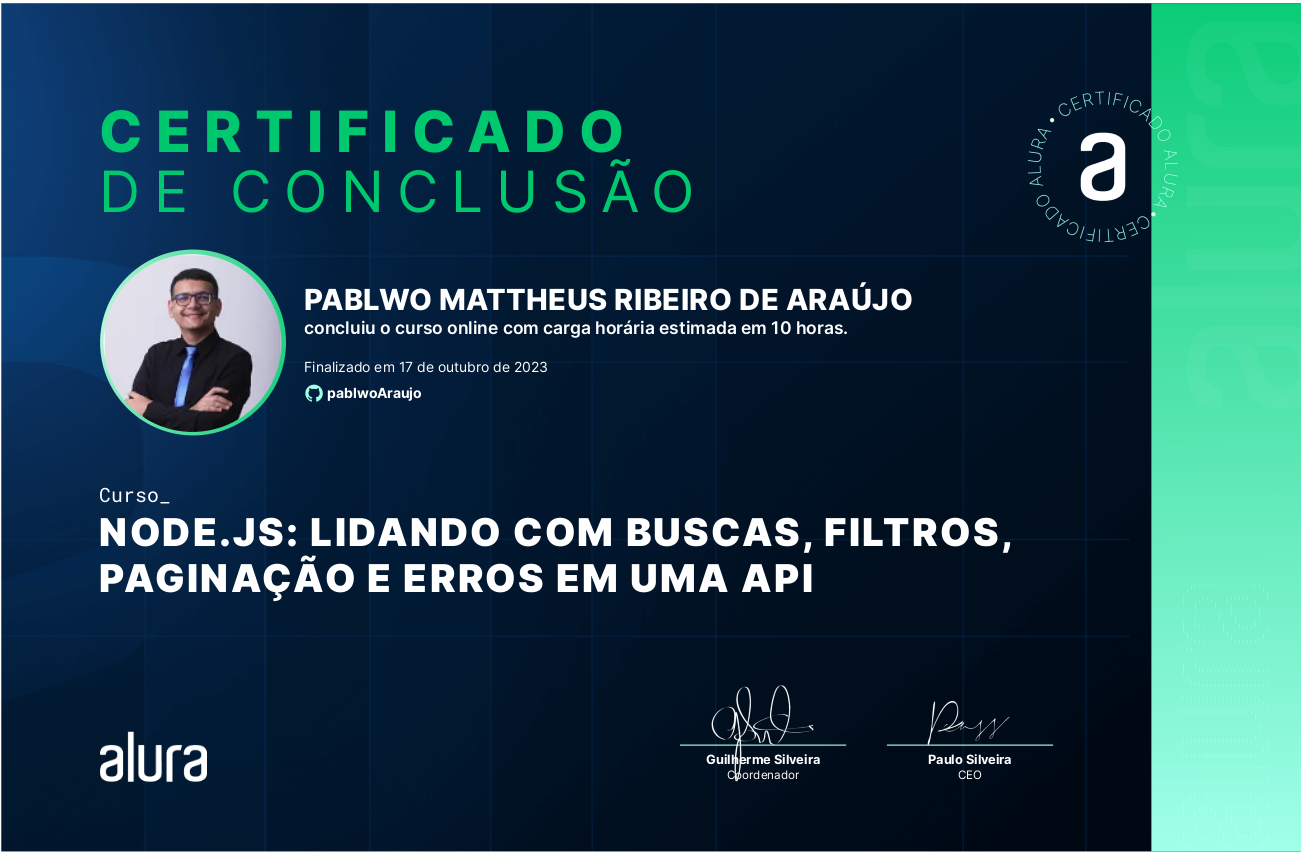 CERTIFICADO
DE CONCLUSÃO
CERTIFICADO ALURA • CERTIFICADO ALURA •
a
PABLWO MATTHEUS RIBEIRO DE ARAÚJO
concluiu o curso online com carga horária estimada em 10 horas.
Finalizado em 17 de outubro de 2023
pablwoAraujo
Curso_
NODE.JS: LIDANDO COM BUSCAS, FILTROS,
PAGINAÇÃO E ERROS EM UMA API
alura
Guilherme Silveira
Coordenador
Paulo Silveira
CEO
alura
alura